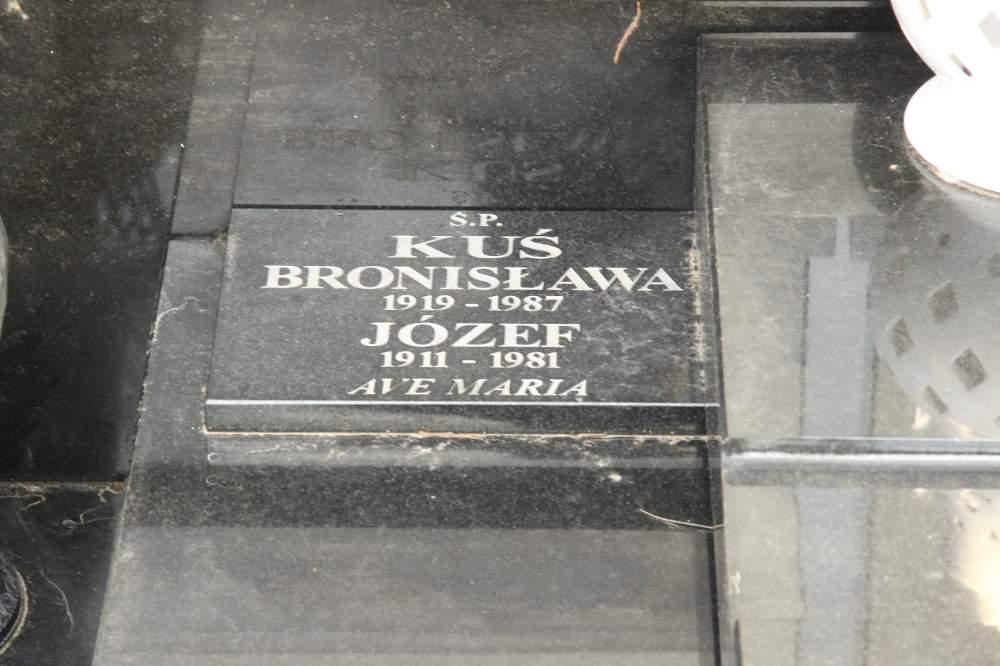 Ś.P.
KUŚ
BRONISŁAWA
1919 - 1987
JÓZEF
1911 - 1981
AVE MARIA